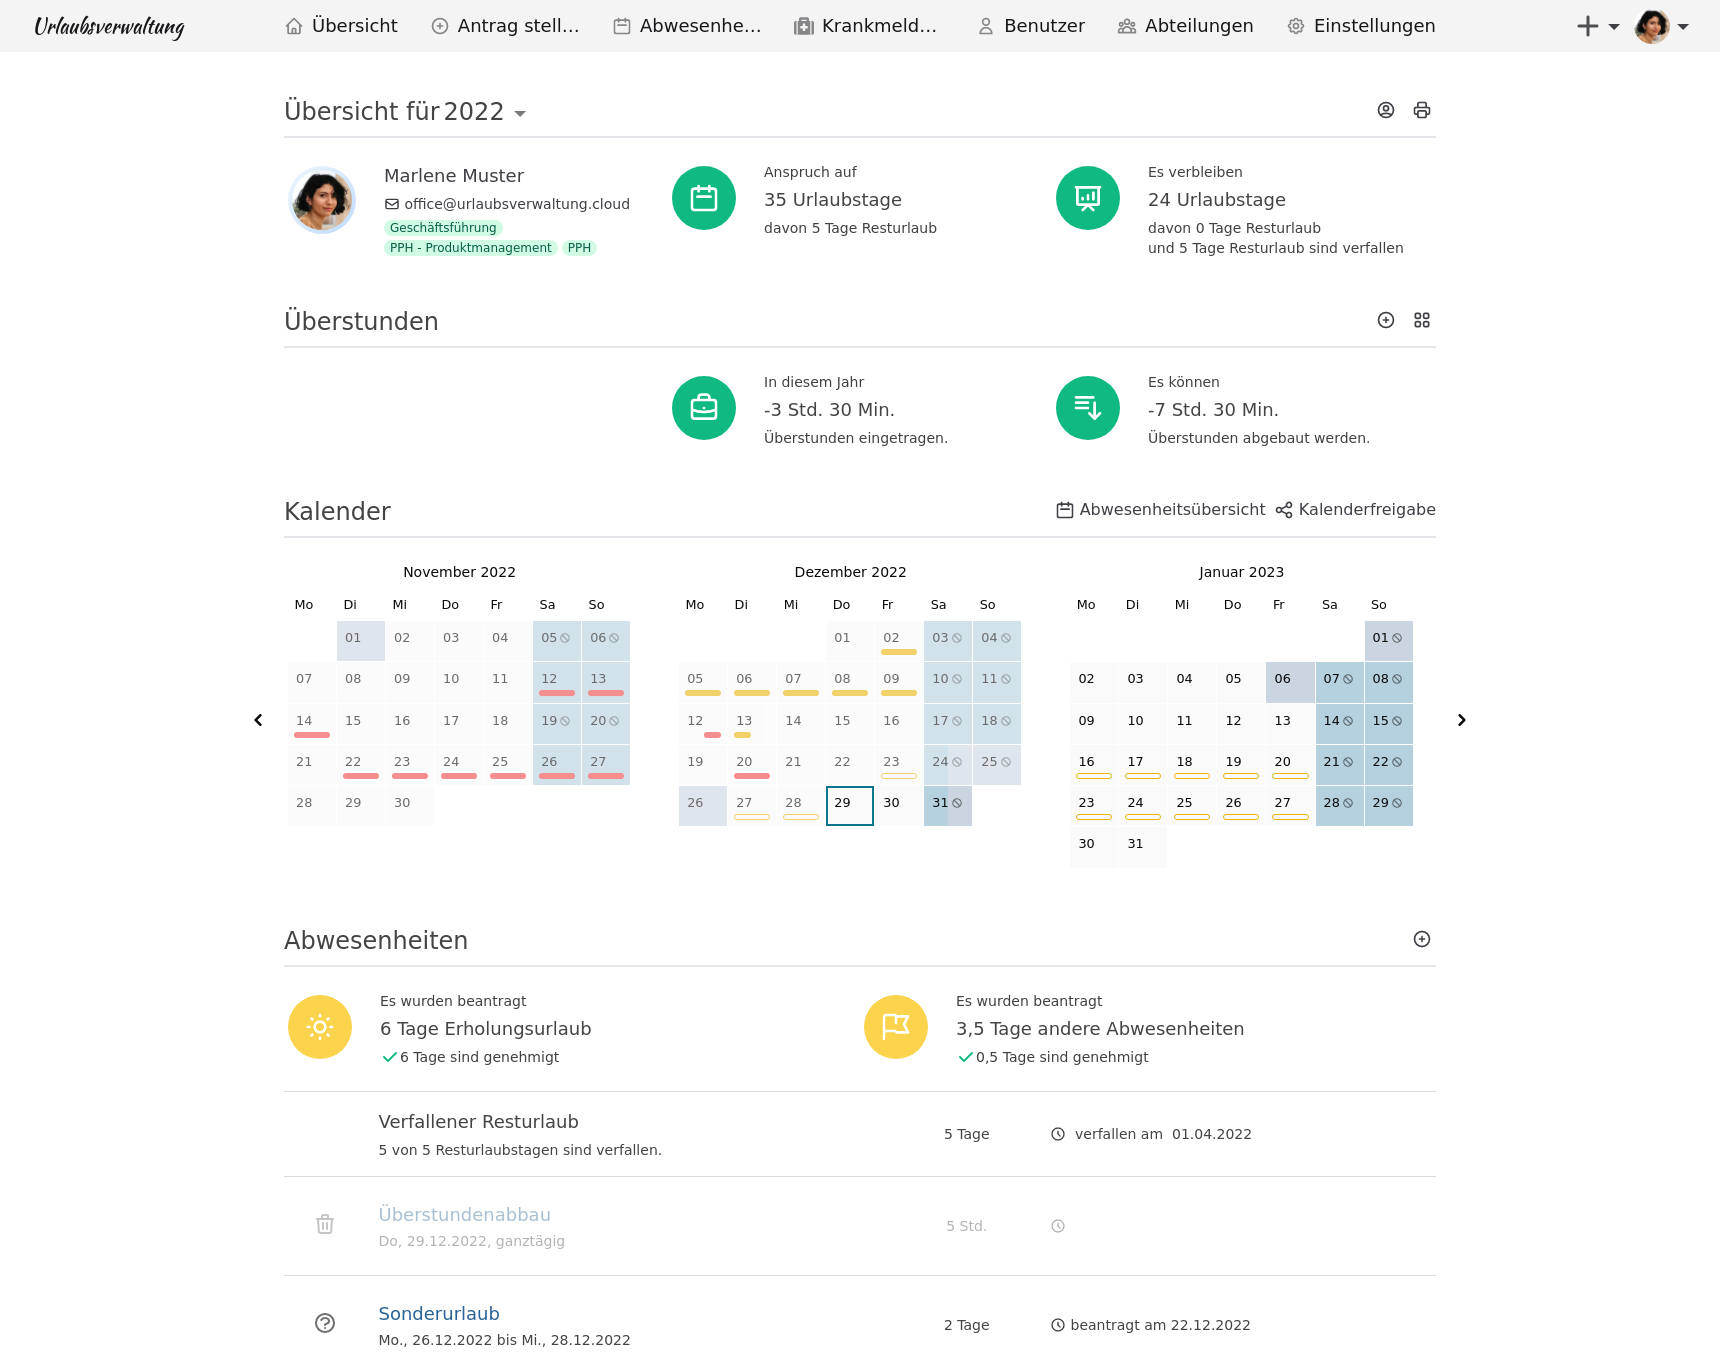 Urlaubsverwaltung
Übersicht Antrag stell... Abwesenhe... Krankmeld... Benutzer Abteilungen Einstellungen
Übersicht für 2022
Marlene Muster
office@urlaubsverwaltung.cloud
Geschäftsführung
PPH - Produktmanagement PPH
Anspruch auf
35 Urlaubstage
davon 5 Tage Resturlaub
Es verbleiben
24 Urlaubstage
davon 0 Tage Resturlaub
und 5 Tage Resturlaub sind verfallen
Überstunden
In diesem Jahr
-3 Std. 30 Min.
Überstunden eingetragen.
Es können
-7 Std. 30 Min.
Überstunden abgebaut werden.
Kalender
Abwesenheitsübersicht Kalenderfreigabe
November 2022
Mo Di Mi Do Fr Sa So
01 02 03 04 05 06
07 08 09 10 11 12 13
14 15 16 17 18 19 20
21 22 23 24 25 26 27
28 29 30
Dezember 2022
Mo Di Mi Do Fr Sa So
01 02 03 04
05 06 07 08 09 10 11
12 13 14 15 16 17 18
19 20 21 22 23 24 25
26 27 28 29 30 31
Januar 2023
Mo Di Mi Do Fr Sa So
01
02 03 04 05 06 07 08
09 10 11 12 13 14 15
16 17 18 19 20 21 22
23 24 25 26 27 28 29
30 31
Abwesenheiten
Es wurden beantragt
6 Tage Erholungsurlaub
6 Tage sind genehmigt
Es wurden beantragt
3,5 Tage andere Abwesenheiten
0,5 Tage sind genehmigt
Verfallener Resturlaub
5 von 5 Resturlaubstagen sind verfallen.
5 Tage
verfallen am 01.04.2022
Überstundenabbau
Do, 29.12.2022, ganztägig
5 Std.
Sonderurlaub
Mo., 26.12.2022 bis Mi., 28.12.2022
2 Tage
beantragt am 22.12.2022